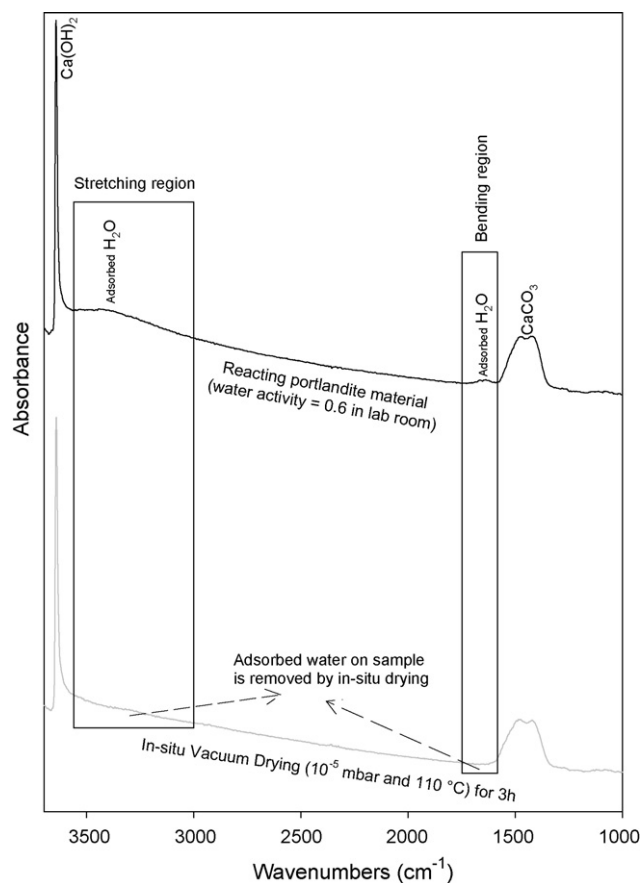 Ca(OH)₂
Stretching region
Bending region
Adsorbed H₂O
Adsorbed H₂O
CaCO₃
Absorbance
Reacting portlandite material
(water activity = 0.6 in lab room)
Adsorbed water on sample
is removed by in-situ drying
In-situ Vacuum Drying (10⁻⁵ mbar and 110 °C) for 3h
3500 3000 2500 2000 1500 1000
Wavenumbers (cm⁻¹)